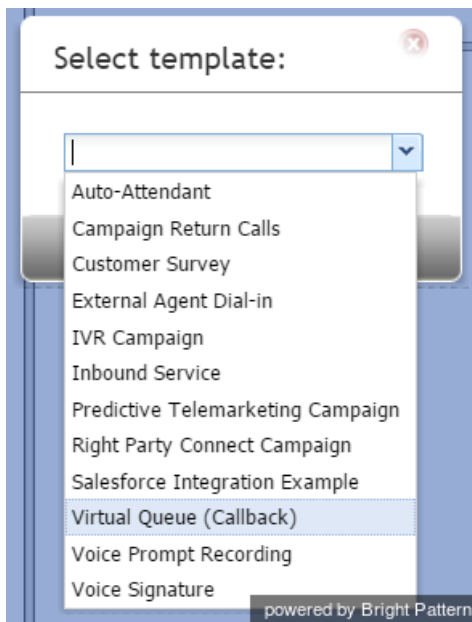 Select template:
Auto-Attendant
Campaign Return Calls
Customer Survey
External Agent Dial-in
IVR Campaign
Inbound Service
Predictive Telemarketing Campaign
Right Party Connect Campaign
Salesforce Integration Example
Virtual Queue (Callback)
Voice Prompt Recording
Voice Signature
powered by Bright Pattern